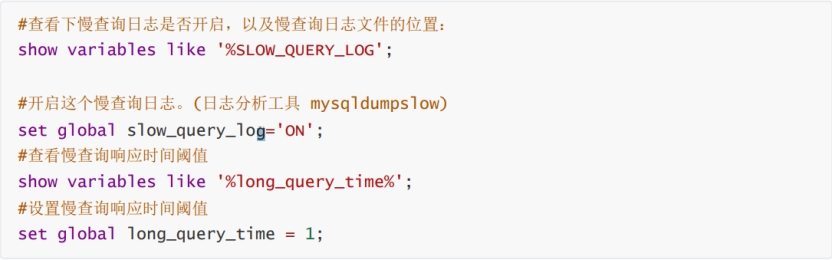 #查看下慢查询日志是否开启，以及慢查询日志文件的位置：
show variables like '%SLOW_QUERY_LOG';
#开启这个慢查询日志。(日志分析工具 mysqldumpslow)
set global slow_query_log='ON';
#查看慢查询响应时间阈值
show variables like '%long_query_time%';
#设置慢查询响应时间阈值
set global long_query_time = 1;